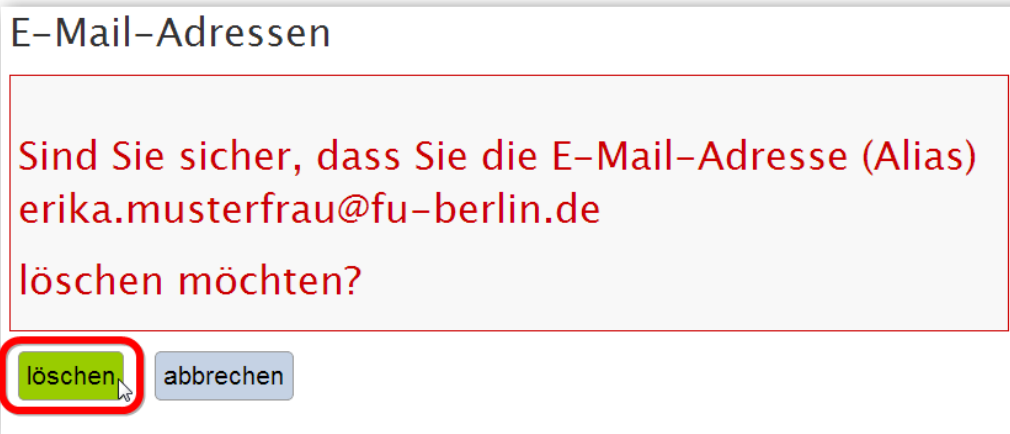 E-Mail-Adressen
Sind Sie sicher, dass Sie die E-Mail-Adresse (Alias)
erika.musterfrau@fu-berlin.de
löschen möchten?
löschen abbrechen